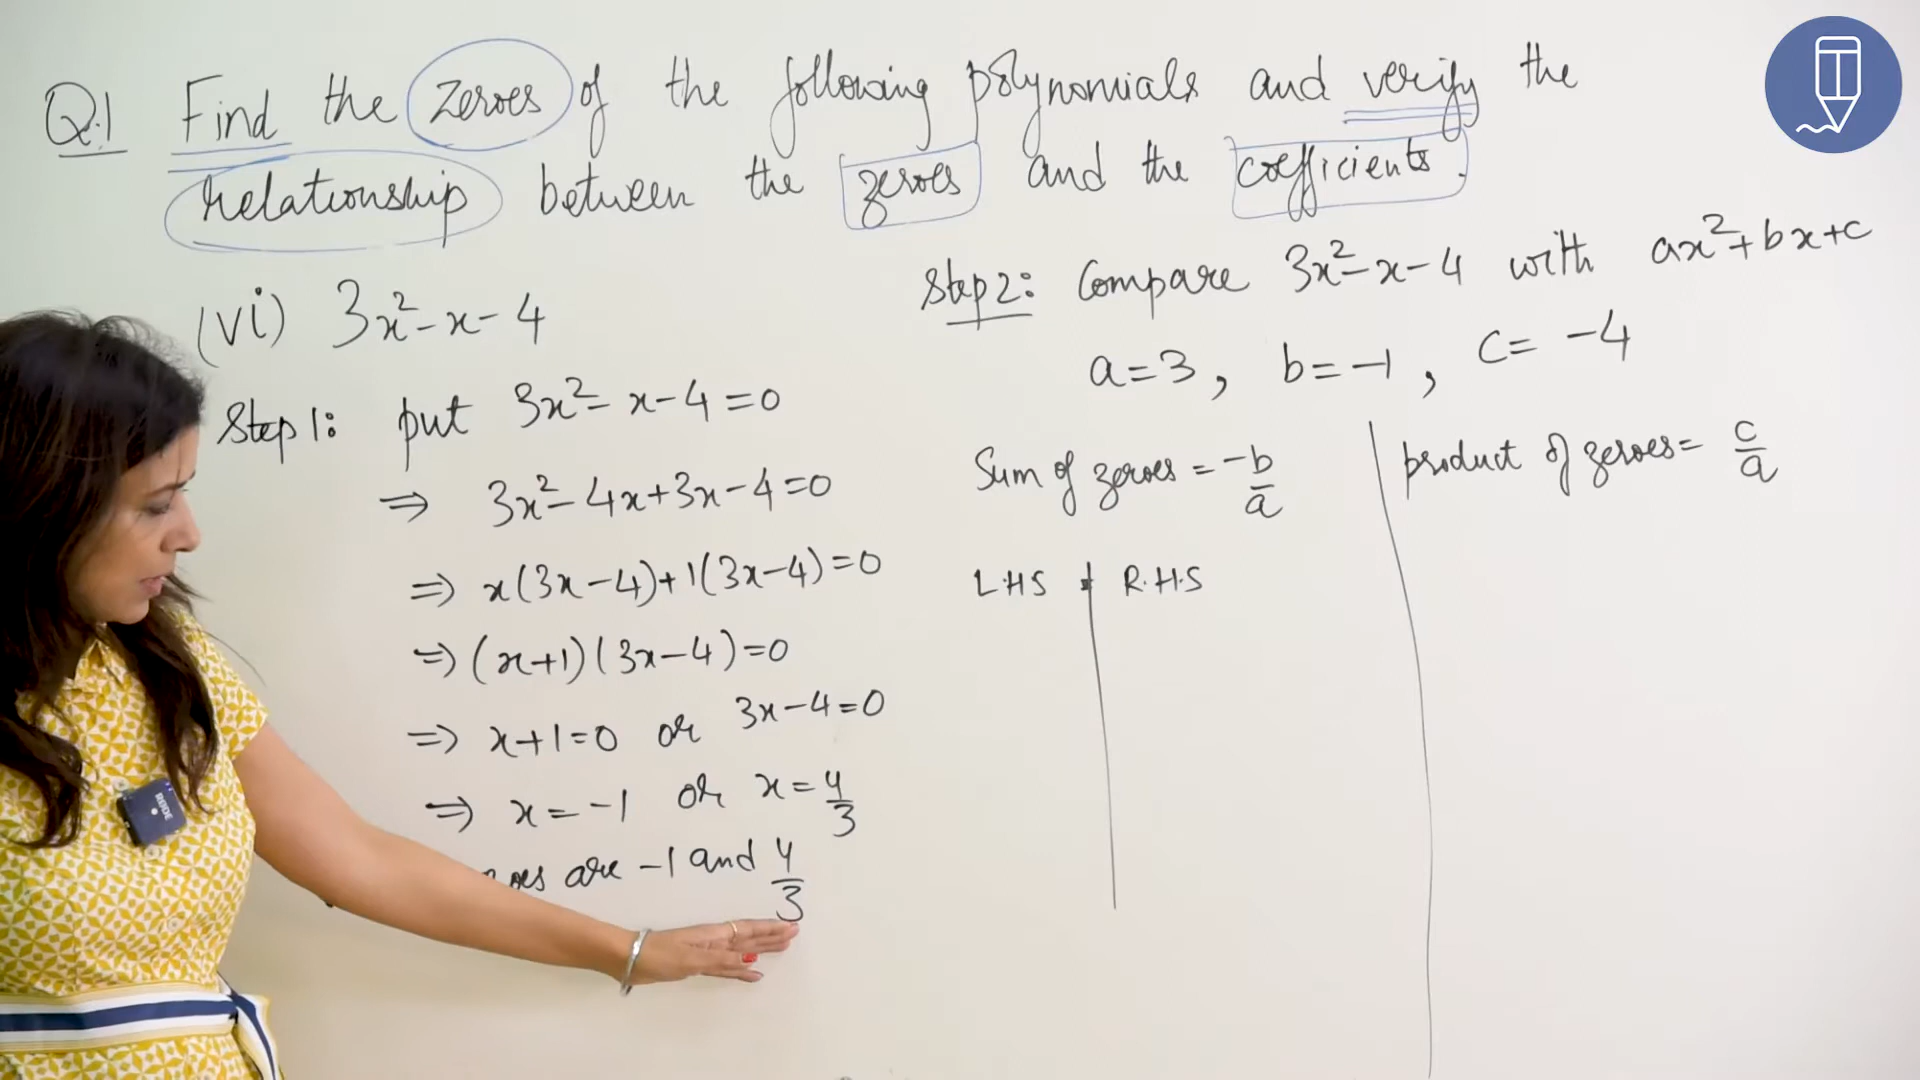 Q.1 Find the zeroes of the following polynomials and verify the
relationship between the zeroes and the coefficients.
(vi) 3x²-x-4
Step 1: put 3x²-x-4=0
⇒ 3x²-4x+3x-4=0
⇒ x(3x-4)+1(3x-4)=0
⇒ (x+1)(3x-4)=0
⇒ x+1=0 or 3x-4=0
⇒ x=-1 or x=4/3
are -1 and 4/3
Step 2: Compare 3x²-x-4 with ax²+bx+c
a=3, b=-1, c=-4
Sum of zeroes = -b/a
L.H.S R.H.S
product of zeroes = c/a
RODE